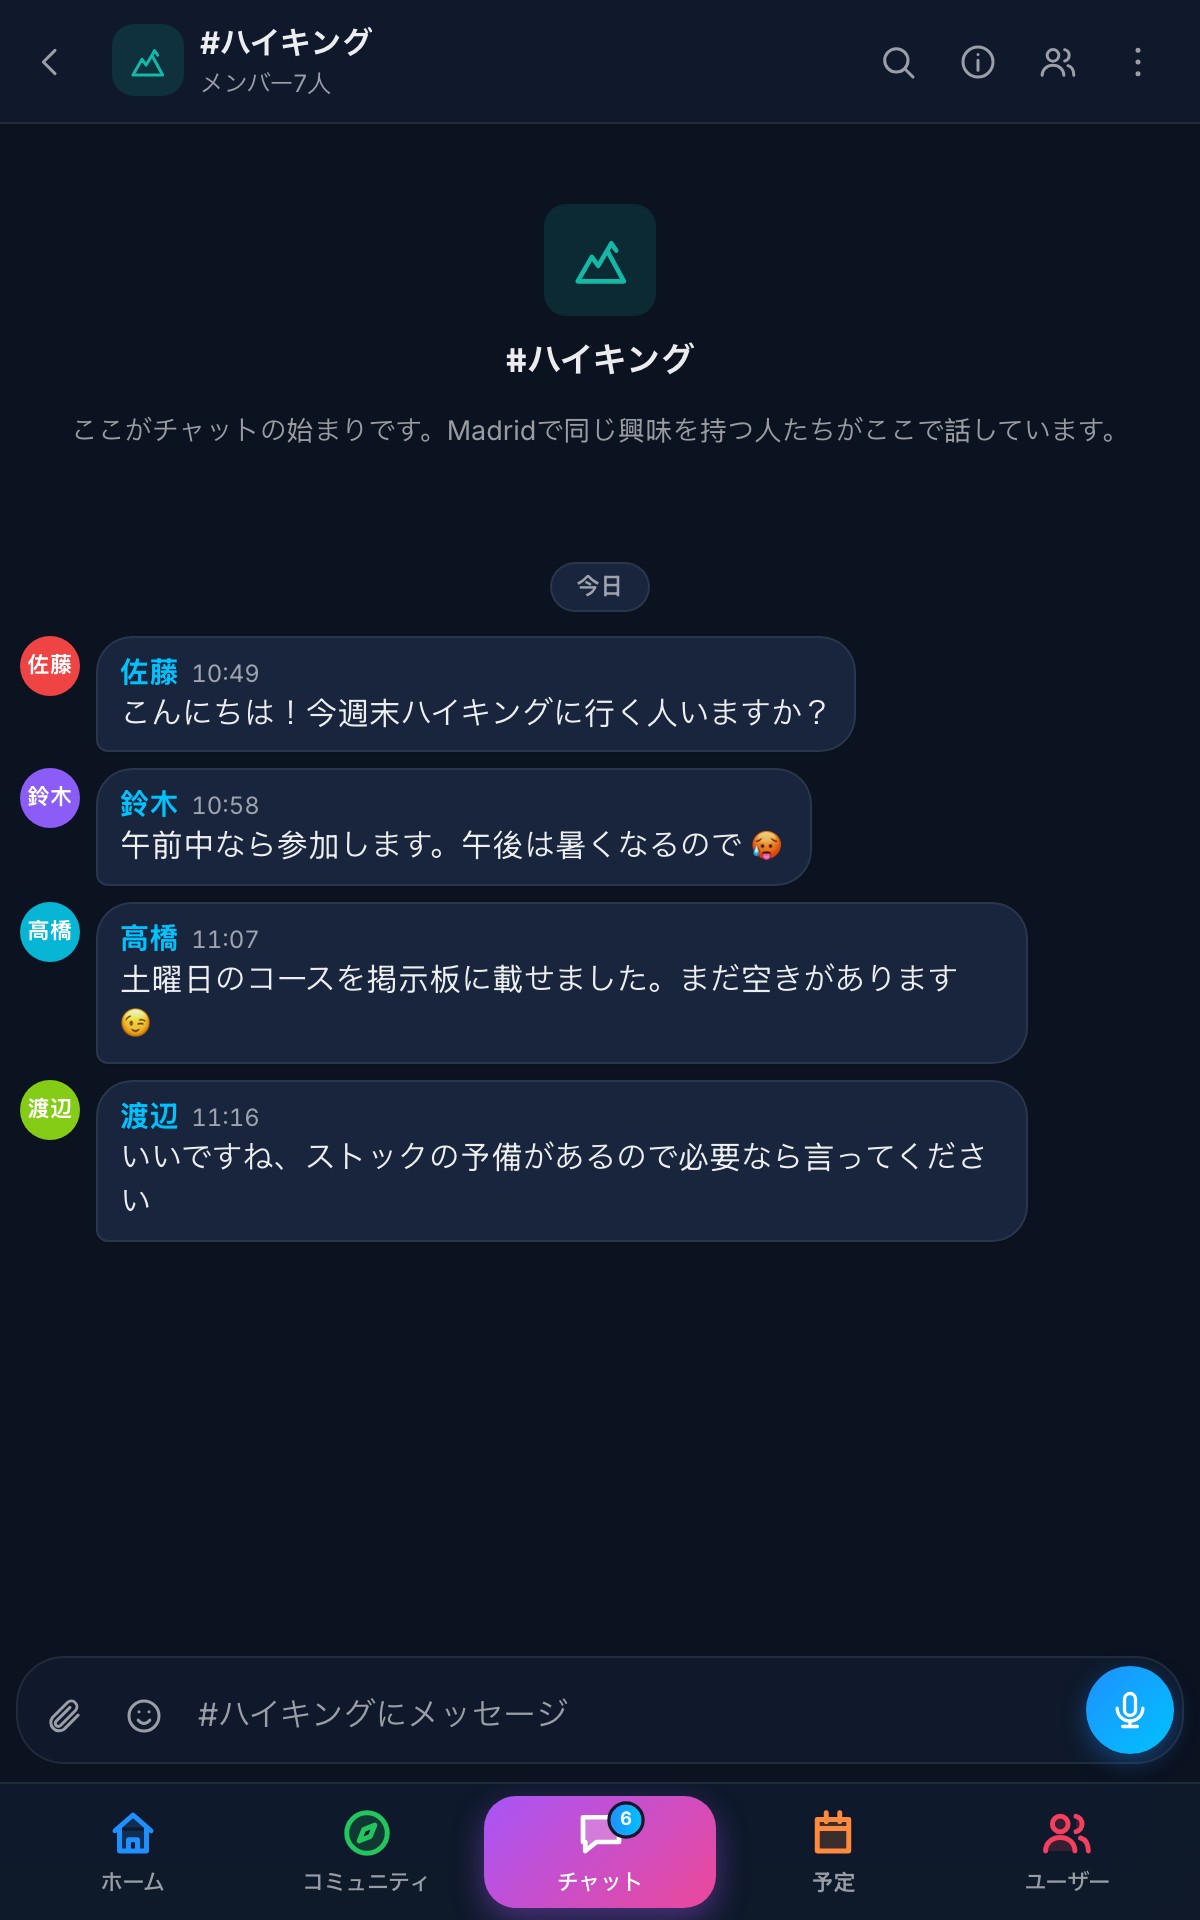 #ハイキング
メンバー7人
#ハイキング
ここがチャットの始まりです。Madridで同じ興味を持つ人たちがここで話しています。
今日
佐藤
佐藤 10:49
こんにちは！今週末ハイキングに行く人いますか？
鈴木
鈴木 10:58
午前中なら参加します。午後は暑くなるので 🥵
高橋
高橋 11:07
土曜日のコースを掲示板に載せました。まだ空きがあります
😉
渡辺
渡辺 11:16
いいですね、ストックの予備があるので必要なら言ってくださ
い
#ハイキングにメッセージ
6
ホーム
コミュニティ
チャット
予定
ユーザー